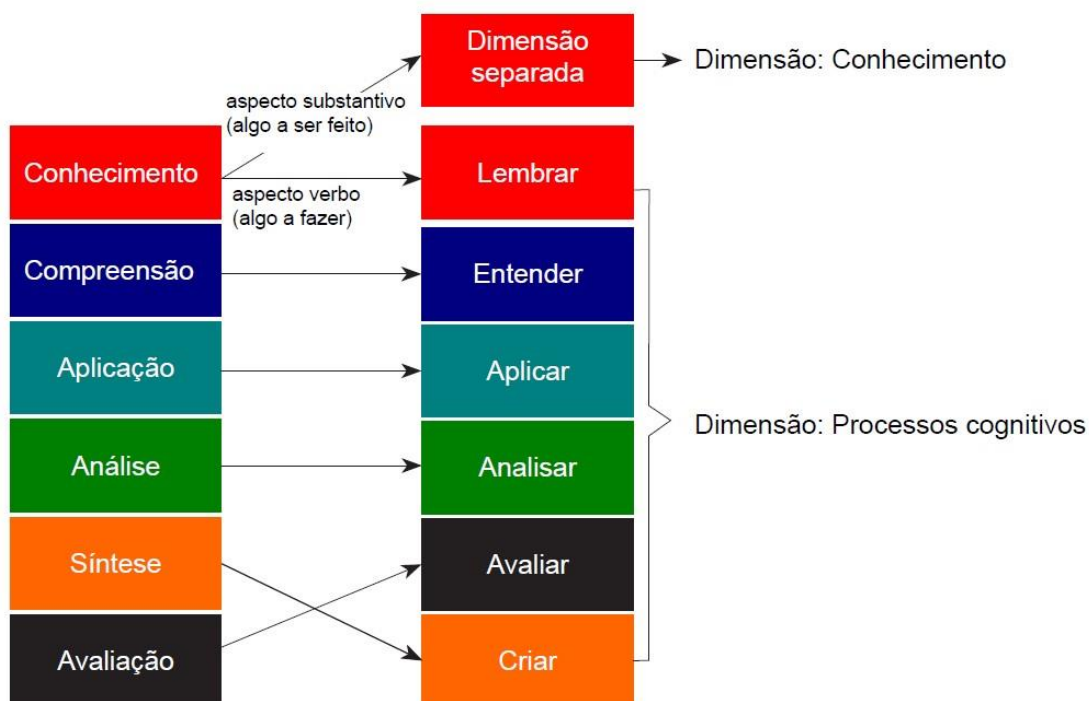 Dimensão
separada
Dimensão: Conhecimento
aspecto substantivo
(algo a ser feito)
Conhecimento
Lembrar
aspecto verbo
(algo a fazer)
Compreensão
Entender
Aplicação
Aplicar
Análise
Analisar
Dimensão: Processos cognitivos
Síntese
Avaliar
Avaliação
Criar